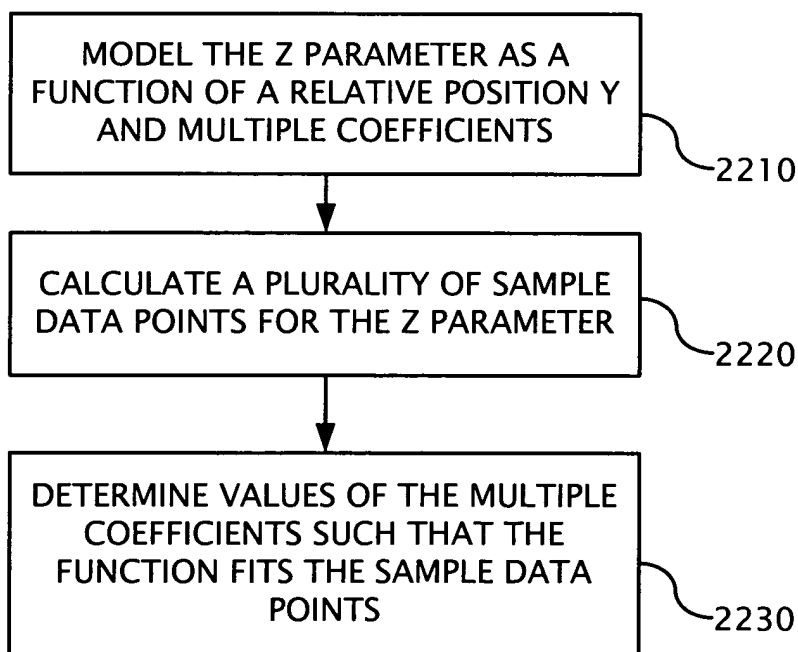 MODEL THE Z PARAMETER AS A
FUNCTION OF A RELATIVE POSITION Y
AND MULTIPLE COEFFICIENTS
2210
CALCULATE A PLURALITY OF SAMPLE
DATA POINTS FOR THE Z PARAMETER
2220
DETERMINE VALUES OF THE MULTIPLE
COEFFICIENTS SUCH THAT THE
FUNCTION FITS THE SAMPLE DATA
POINTS
2230